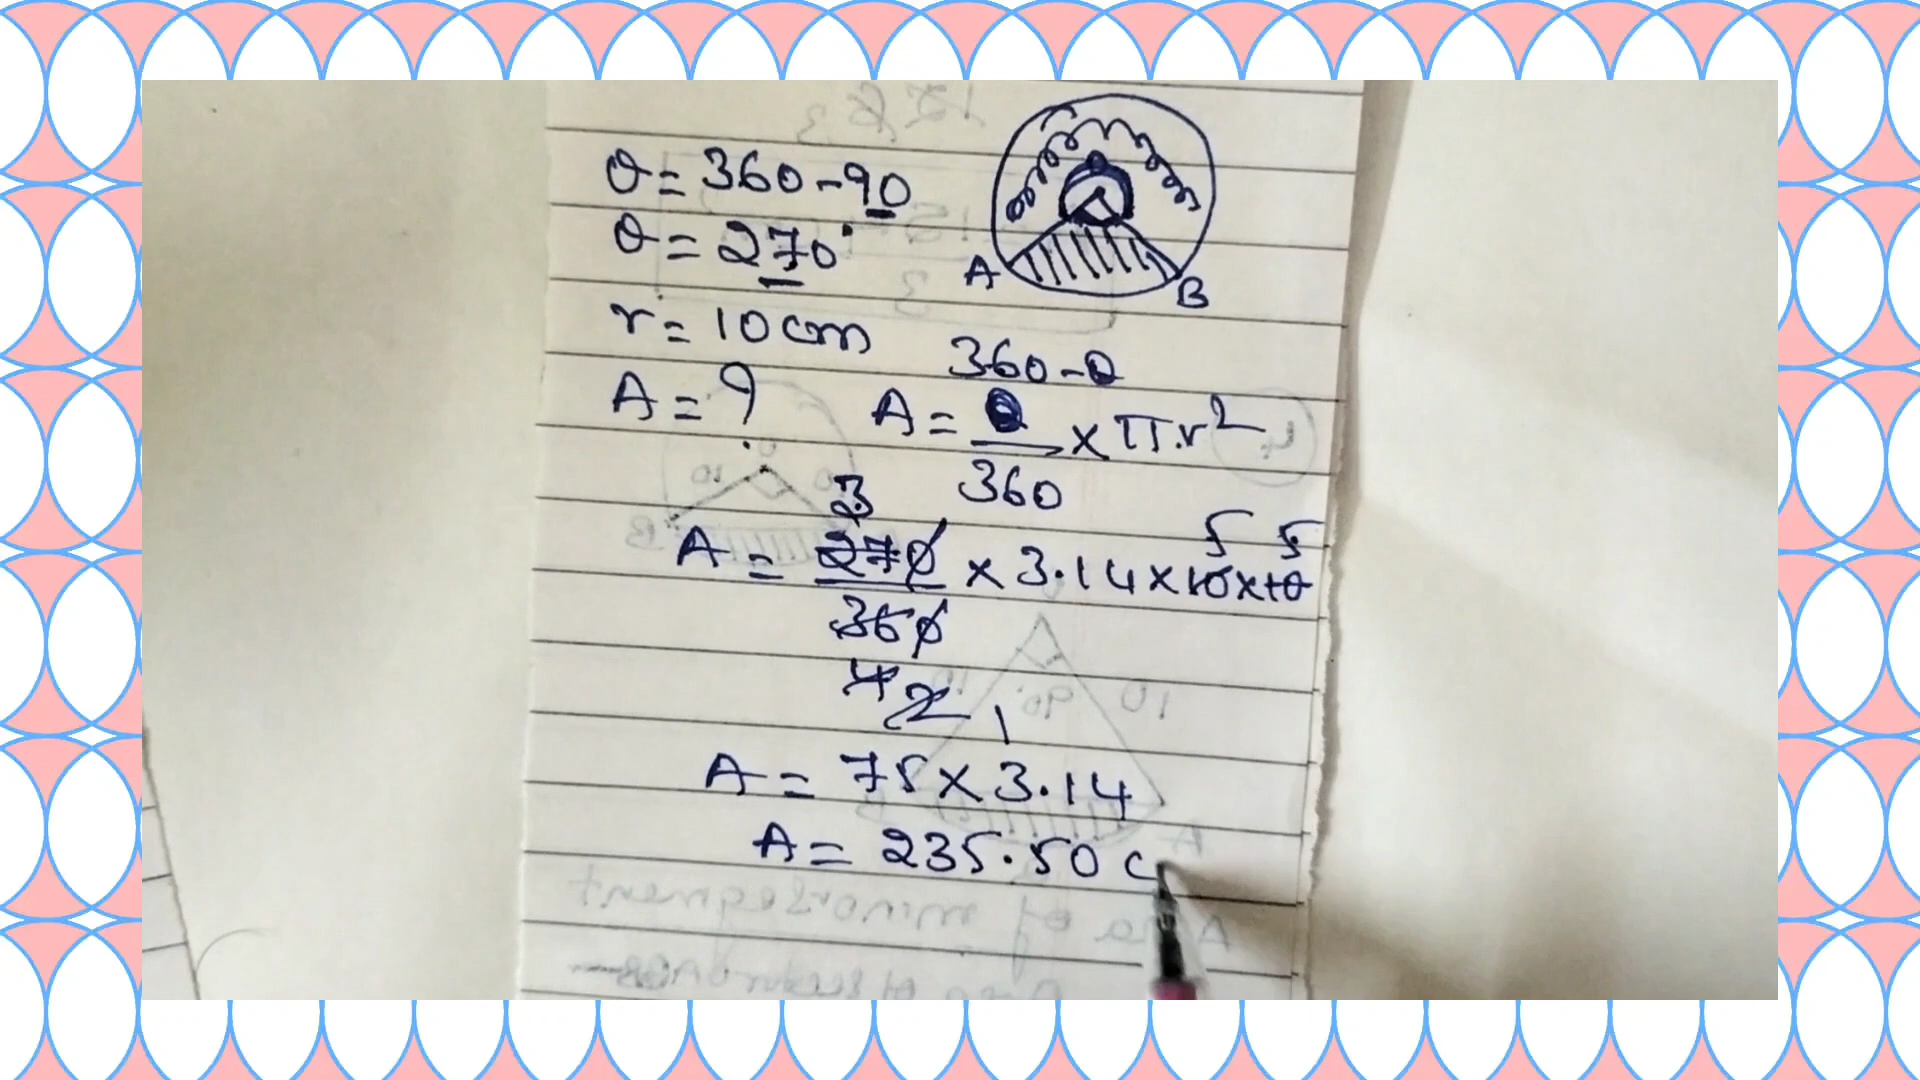 θ = 360 - 90
θ = 270°
A B
r = 10 cm
360 - θ
A = ? A = θ/360 × π.r²
3 5 5
A = 270/360 × 3.14 × 10 × 10
4 2 1
A = 75 × 3.14
A = 235.50 c